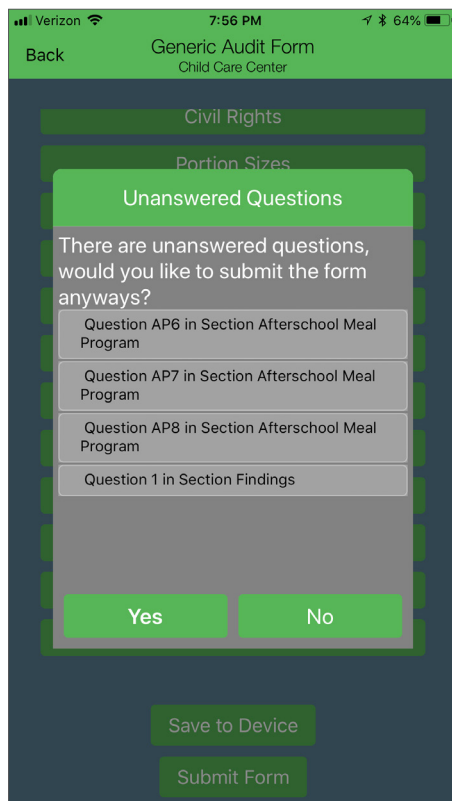 Verizon 7:56 PM 64%
Back Generic Audit Form
Child Care Center
Civil Rights
Portion Sizes
Unanswered Questions
There are unanswered questions,
would you like to submit the form
anyways?
Question AP6 in Section Afterschool Meal
Program
Question AP7 in Section Afterschool Meal
Program
Question AP8 in Section Afterschool Meal
Program
Question 1 in Section Findings
Yes No
Save to Device
Submit Form